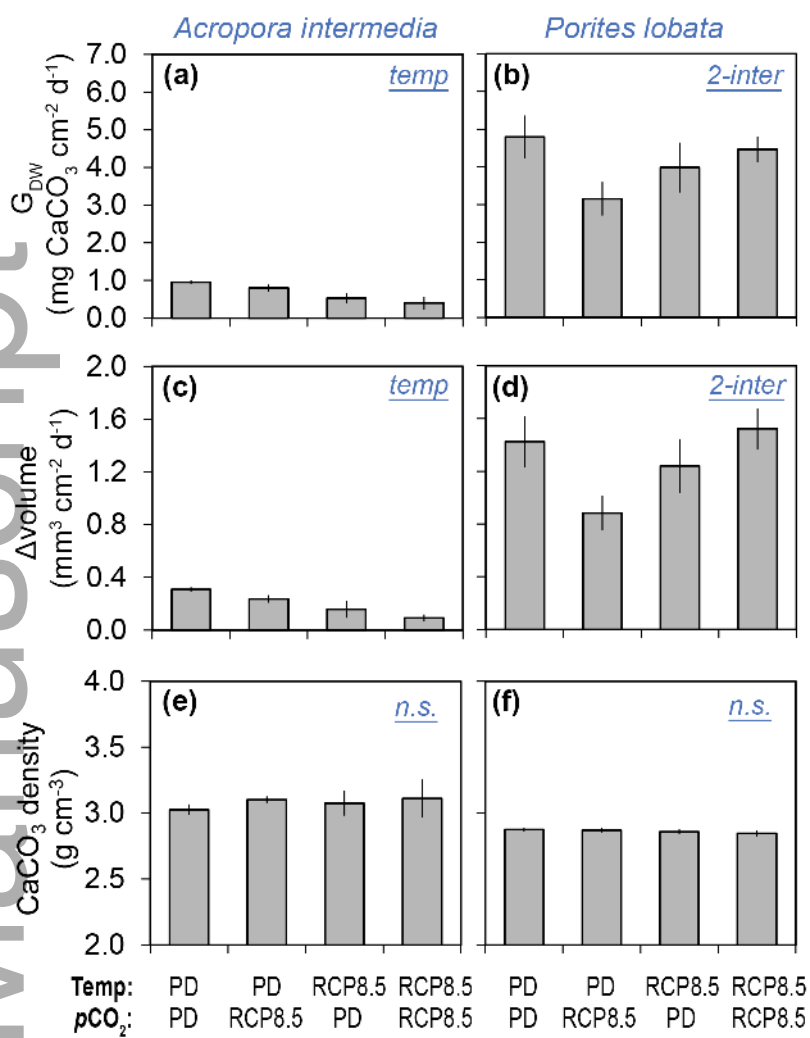 Acropora intermedia Porites lobata
G_DW (mg CaCO₃ cm⁻² d⁻¹)
7.0
6.0
5.0
4.0
3.0
2.0
1.0
0.0
(a) temp
(b) 2-inter
Δvolume (mm³ cm⁻² d⁻¹)
2.0
1.6
1.2
0.8
0.4
0.0
(c) temp
(d) 2-inter
CaCO₃ density (g cm⁻³)
4.0
3.5
3.0
2.5
2.0
(e) n.s.
(f) n.s.
Temp: PD PD RCP8.5 RCP8.5 PD PD RCP8.5 RCP8.5
pCO₂: PD RCP8.5 PD RCP8.5 PD RCP8.5 PD RCP8.5